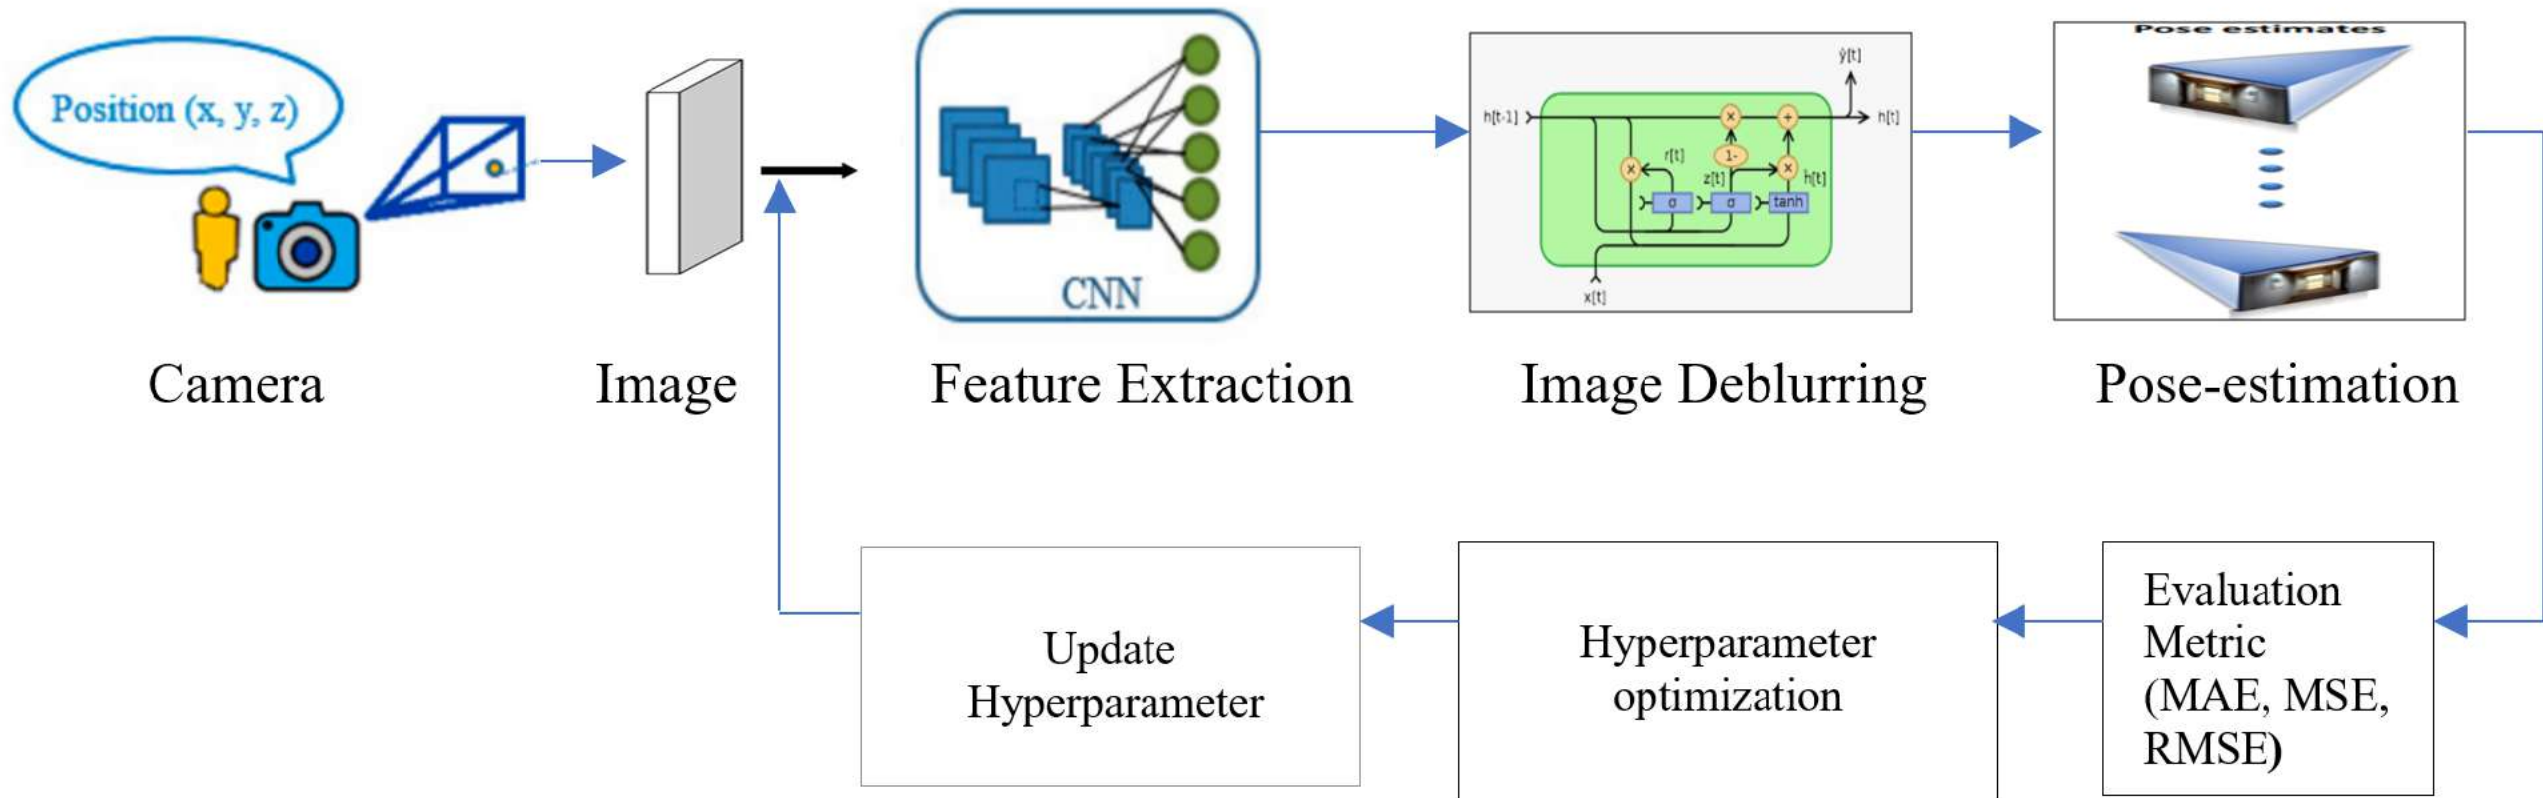 Position (x, y, z)
CNN
h[t-1]
ŷ[t]
h[t]
x
+
r[t]
1-
x
z[t]
x
h[t]
σ
σ
tanh
x[t]
Pose estimates
Camera
Image
Feature Extraction
Image Deblurring
Pose-estimation
Update
Hyperparameter
Hyperparameter
optimization
Evaluation
Metric
(MAE, MSE,
RMSE)